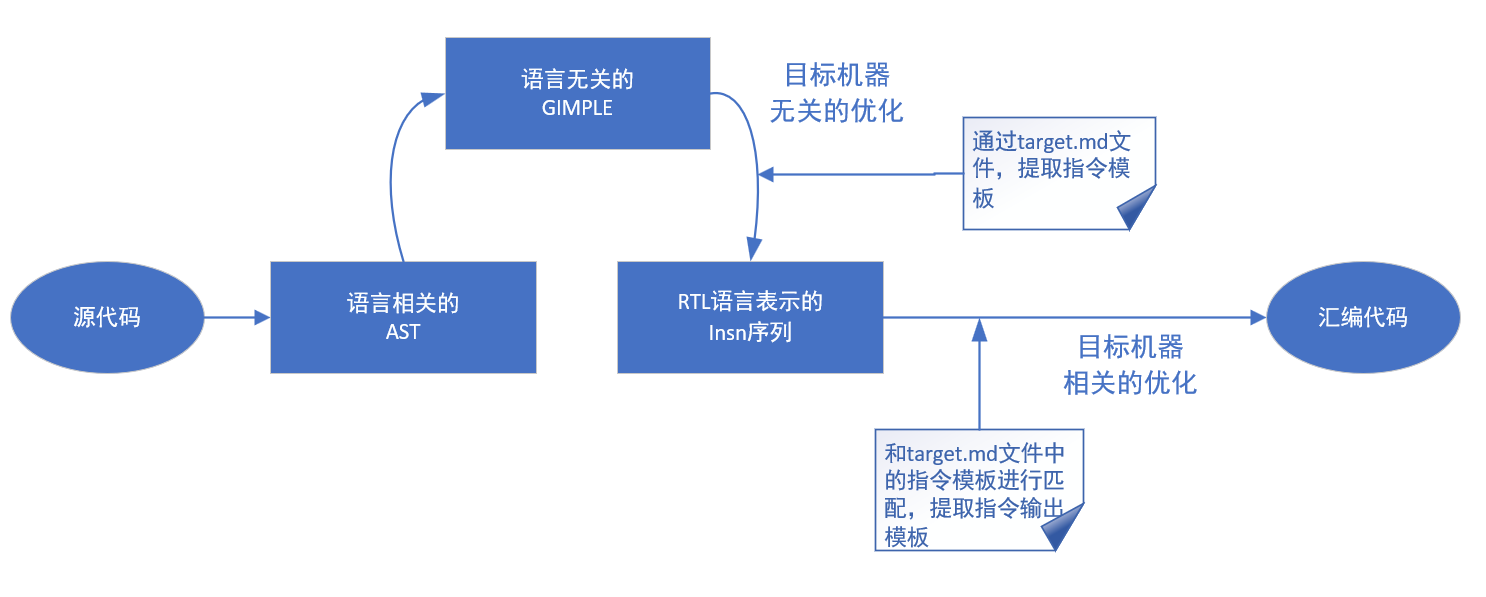 语言无关的
GIMPLE
目标机器
无关的优化
通过target.md文
件，提取指令模
板
源代码
语言相关的
AST
RTL语言表示的
Insn序列
汇编代码
目标机器
相关的优化
和target.md文件中
的指令模板进行匹
配，提取指令输出
模板